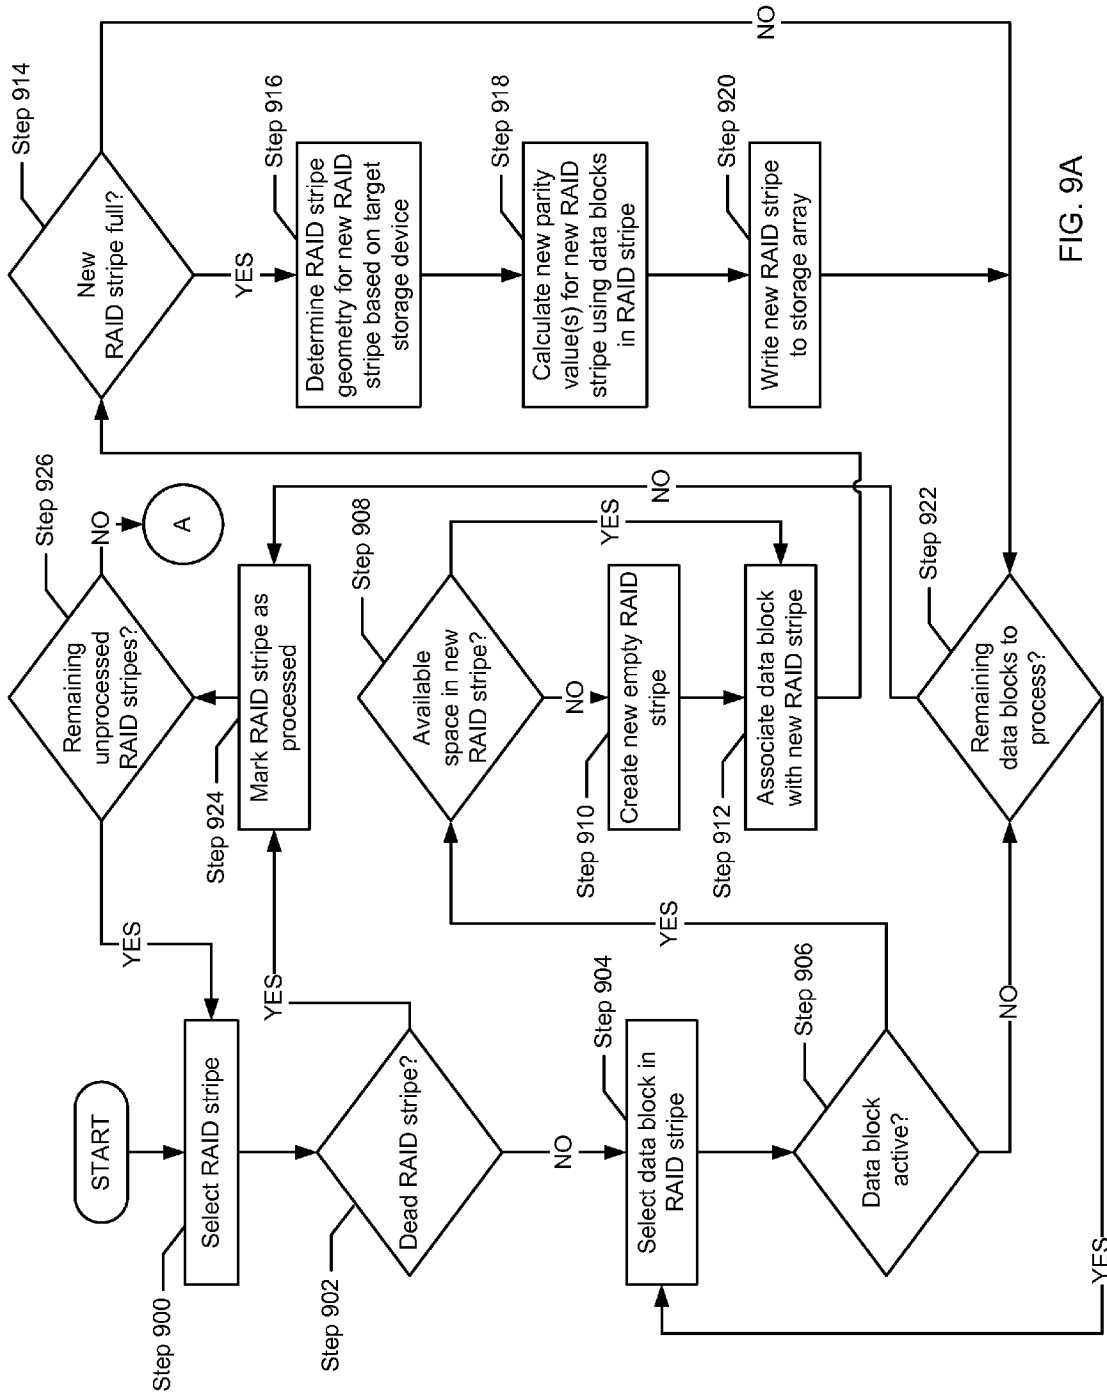 START
Step 900
Select RAID stripe
Step 902
Dead RAID stripe?
YES
NO
Step 904
Select data block in
RAID stripe
Step 906
Data block
active?
YES
NO
Step 908
Available
space in new
RAID stripe?
YES
NO
Step 910
Create new empty RAID
stripe
Step 912
Associate data block
with new RAID stripe
Step 914
New
RAID stripe full?
NO
YES
Step 916
Determine RAID stripe
geometry for new RAID
stripe based on target
storage device
Step 918
Calculate new parity
value(s) for new RAID
stripe using data blocks
in RAID stripe
Step 920
Write new RAID stripe
to storage array
Step 922
Remaining
data blocks to
process?
YES
NO
Step 924
Mark RAID stripe as
processed
Step 926
Remaining
unprocessed
RAID stripes?
YES
NO
A
FIG. 9A